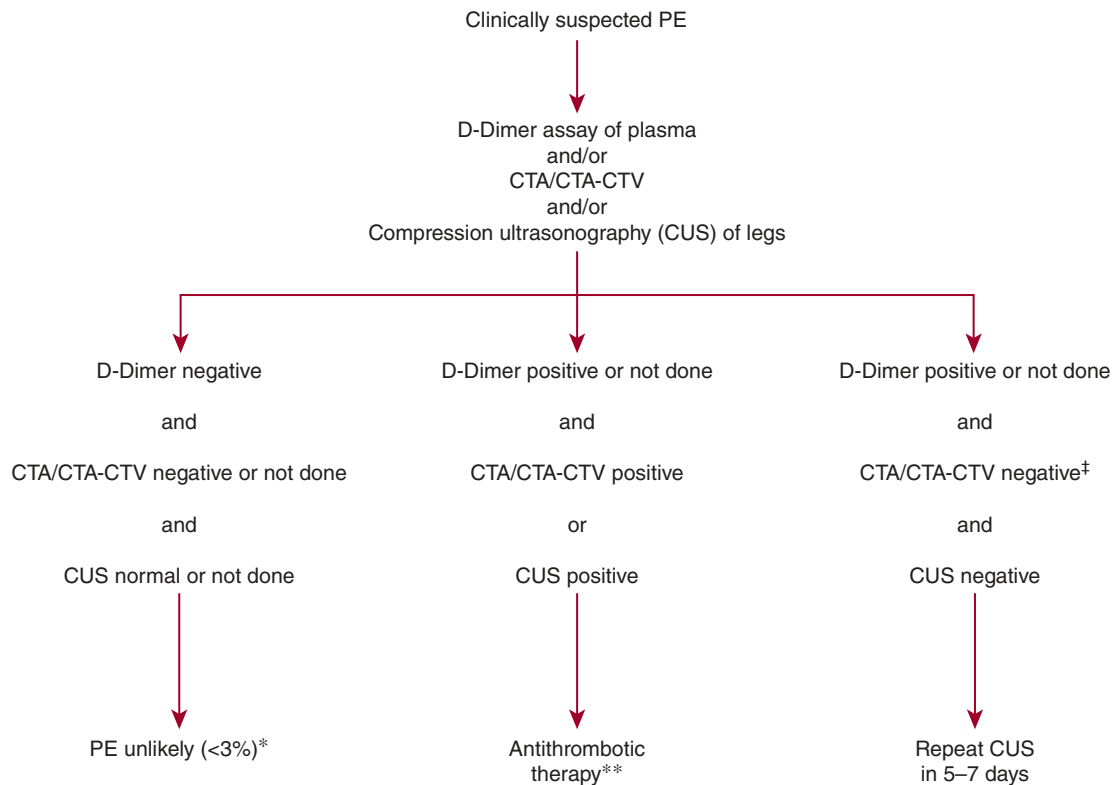 Clinically suspected PE
D-Dimer assay of plasma
and/or
CTA/CTA-CTV
and/or
Compression ultrasonography (CUS) of legs
D-Dimer negative
and
CTA/CTA-CTV negative or not done
and
CUS normal or not done
PE unlikely (<3%)*
D-Dimer positive or not done
and
CTA/CTA-CTV positive
or
CUS positive
Antithrombotic
therapy**
D-Dimer positive or not done
and
CTA/CTA-CTV negative‡
and
CUS negative
Repeat CUS
in 5–7 days